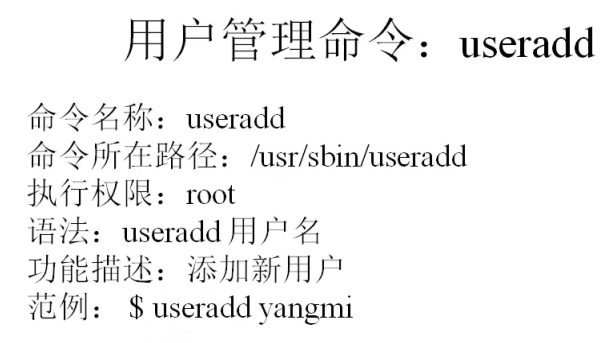 用户管理命令：useradd
命令名称：useradd
命令所在路径：/usr/sbin/useradd
执行权限：root
语法：useradd 用户名
功能描述：添加新用户
范例： $ useradd yangmi